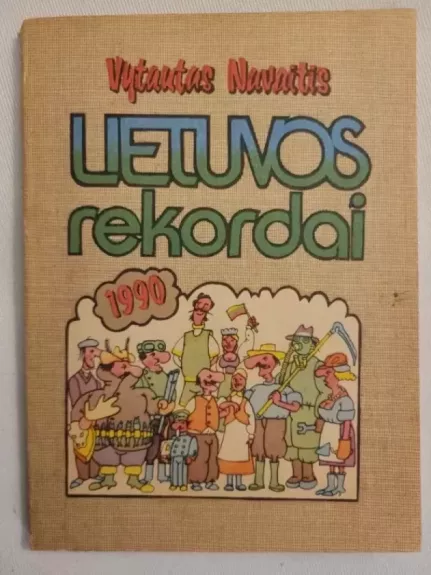 Vytautas Navaitis
LIETUVOS
rekordai
1990